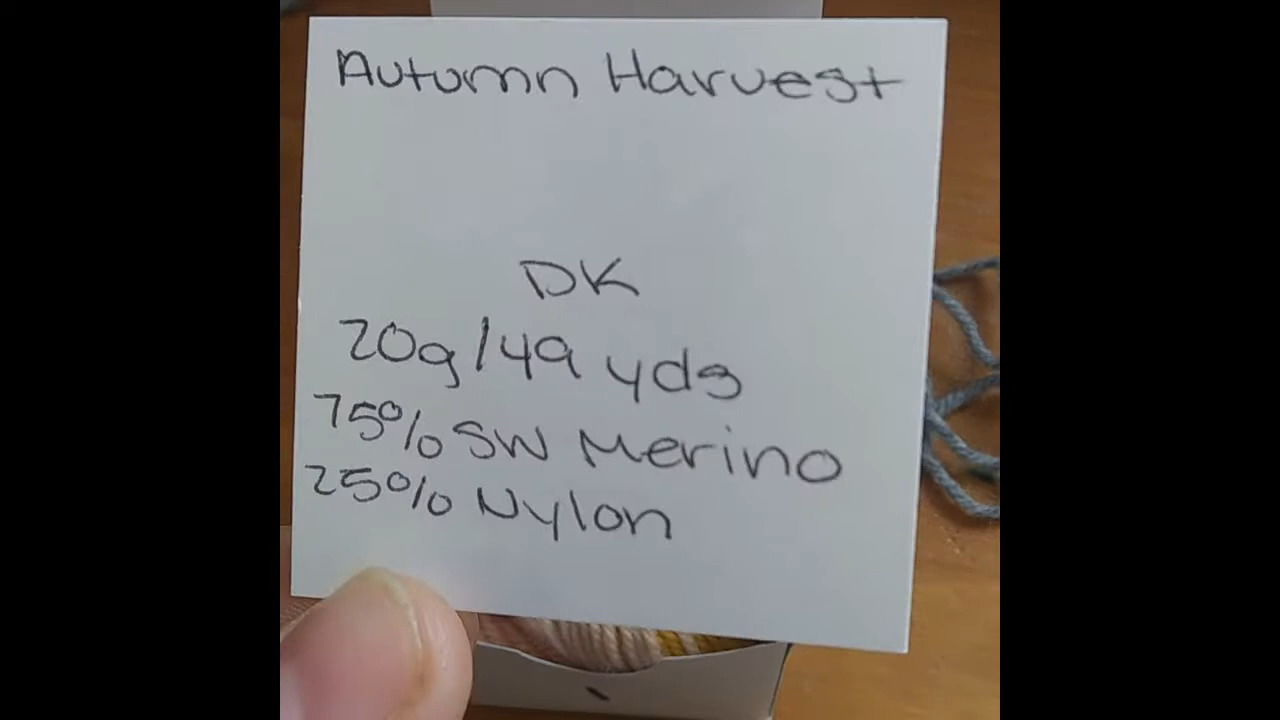 Autumn Harvest
DK
20g/49 yds
75% SW Merino
25% Nylon